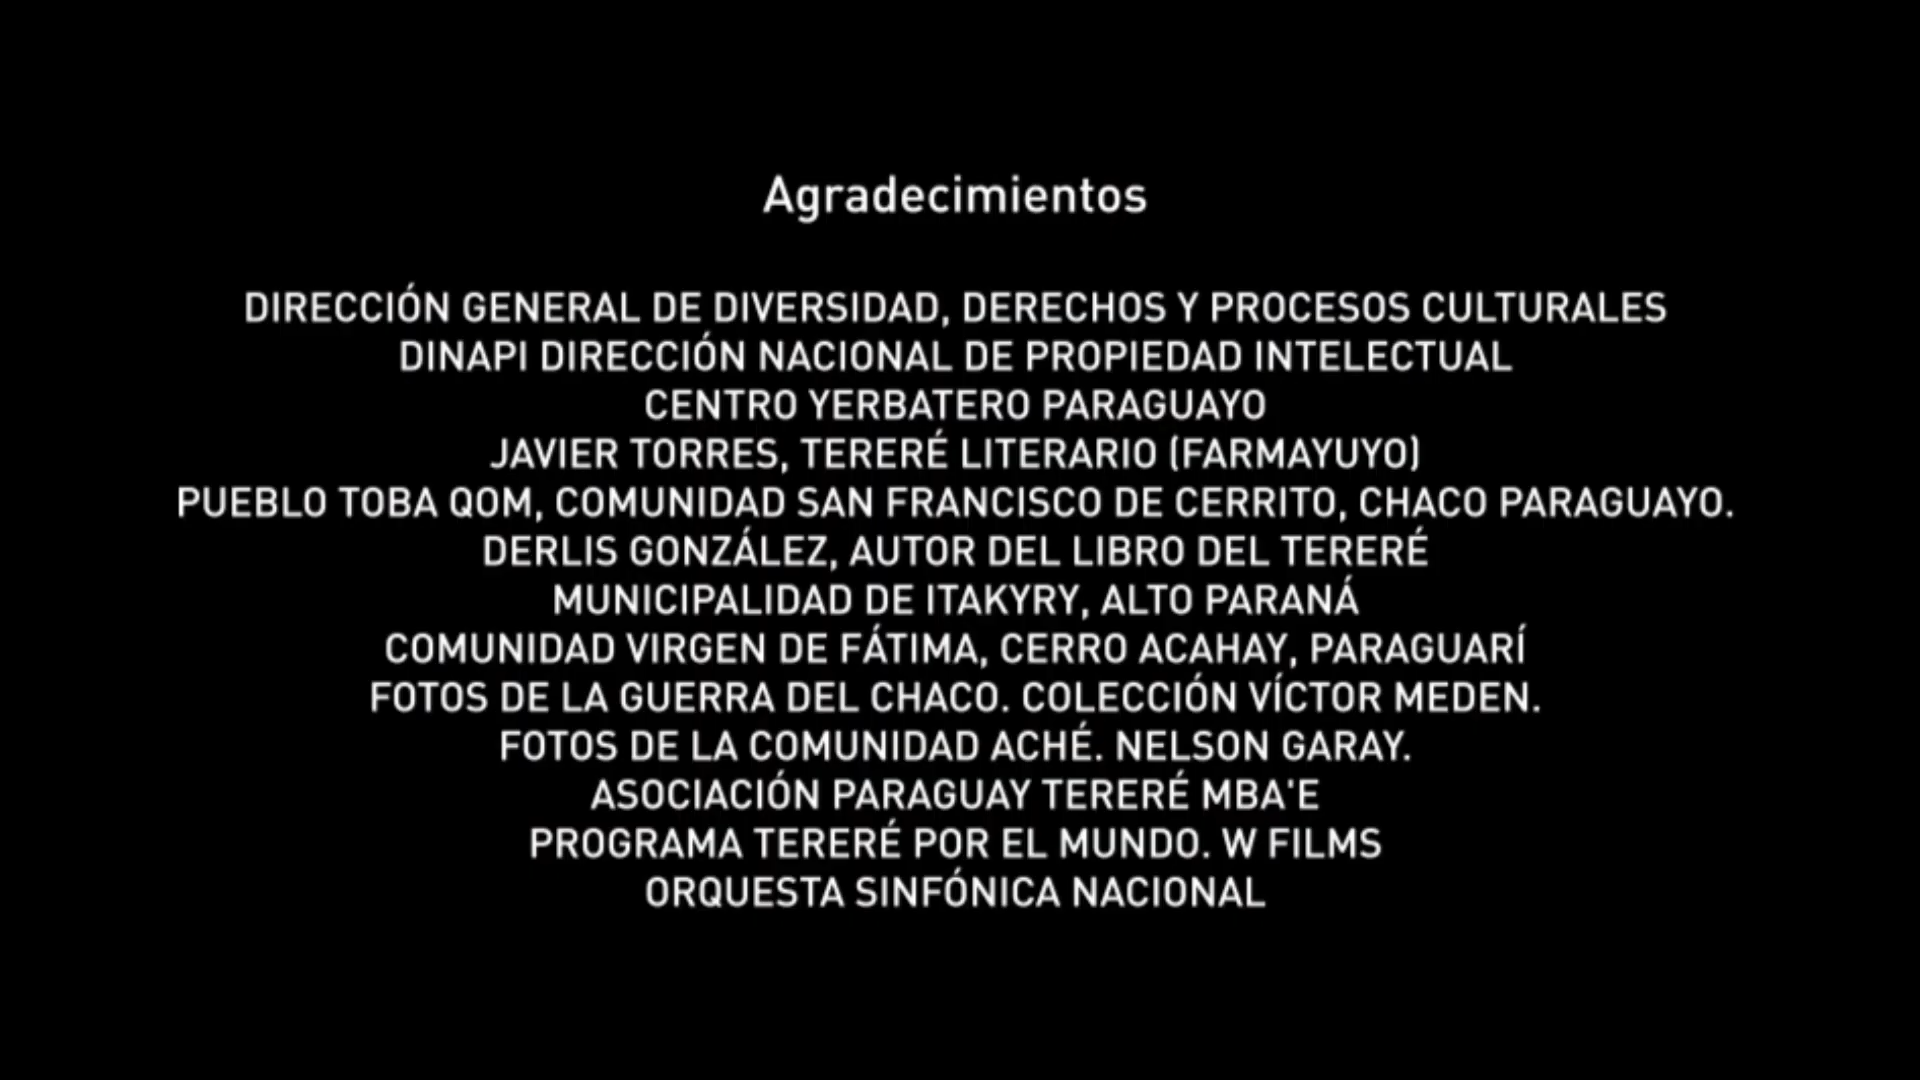 Agradecimientos
DIRECCIÓN GENERAL DE DIVERSIDAD, DERECHOS Y PROCESOS CULTURALES
DINAPI DIRECCIÓN NACIONAL DE PROPIEDAD INTELECTUAL
CENTRO YERBATERO PARAGUAYO
JAVIER TORRES, TERERÉ LITERARIO (FARMAYUYO)
PUEBLO TOBA QOM, COMUNIDAD SAN FRANCISCO DE CERRITO, CHACO PARAGUAYO.
DERLIS GONZÁLEZ, AUTOR DEL LIBRO DEL TERERÉ
MUNICIPALIDAD DE ITAKYRY, ALTO PARANÁ
COMUNIDAD VIRGEN DE FÁTIMA, CERRO ACAHAY, PARAGUARÍ
FOTOS DE LA GUERRA DEL CHACO. COLECCIÓN VÍCTOR MEDEN.
FOTOS DE LA COMUNIDAD ACHÉ. NELSON GARAY.
ASOCIACIÓN PARAGUAY TERERÉ MBA'E
PROGRAMA TERERÉ POR EL MUNDO. W FILMS
ORQUESTA SINFÓNICA NACIONAL